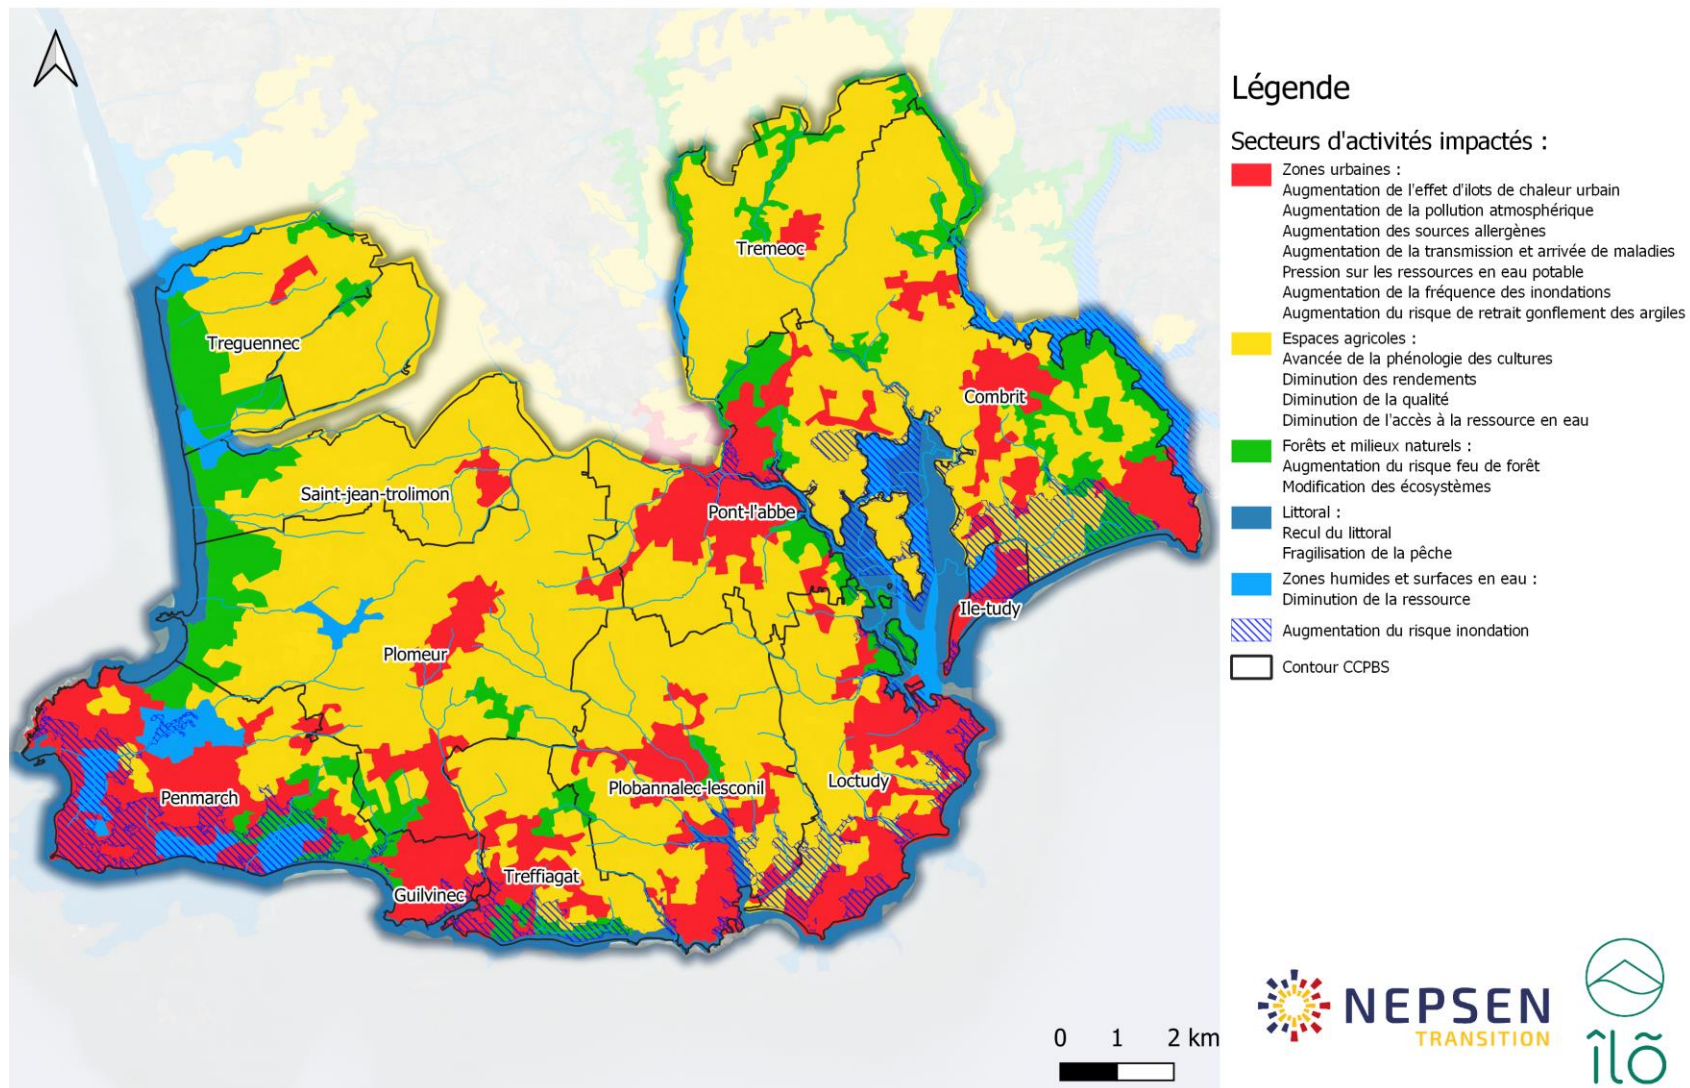 Légende
Secteurs d'activités impactés :
Zones urbaines :
Augmentation de l'effet d'ilots de chaleur urbain
Augmentation de la pollution atmosphérique
Augmentation des sources allergènes
Augmentation de la transmission et arrivée de maladies
Pression sur les ressources en eau potable
Augmentation de la fréquence des inondations
Augmentation du risque de retrait gonflement des argiles
Espaces agricoles :
Avancée de la phénologie des cultures
Diminution des rendements
Diminution de la qualité
Diminution de l'accès à la ressource en eau
Forêts et milieux naturels :
Augmentation du risque feu de forêt
Modification des écosystèmes
Littoral :
Recul du littoral
Fragilisation de la pêche
Zones humides et surfaces en eau :
Diminution de la ressource
Augmentation du risque inondation
Contour CCPBS
Tremeoc
Treguennec
Combrit
Saint-jean-trolimon
Pont-l'abbe
Ile-tudy
Plomeur
Penmarch
Plobannalec-lesconil
Loctudy
Treffiagat
Guilvinec
0 1 2 km
NEPSEN
TRANSITION
îlõ